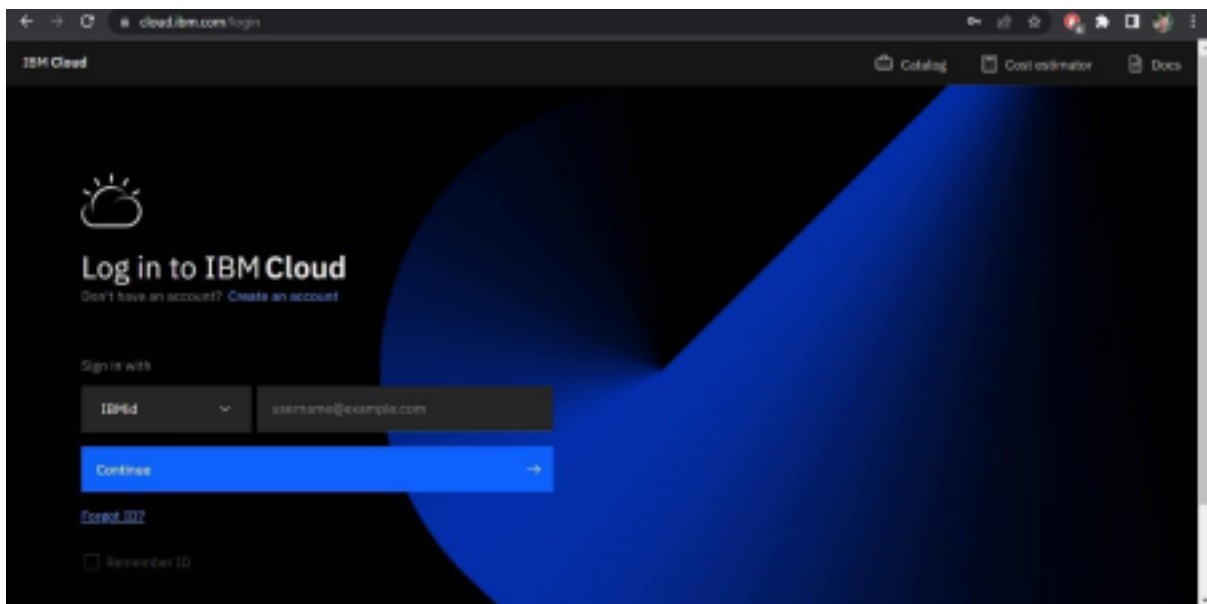 cloud.ibm.com/login
IBM Cloud
Catalog
Cost estimator
Docs
Log in to IBM Cloud
Don't have an account? Create an account
Sign in with
IBMid
username@example.com
Continue
Forgot ID?
Remember ID